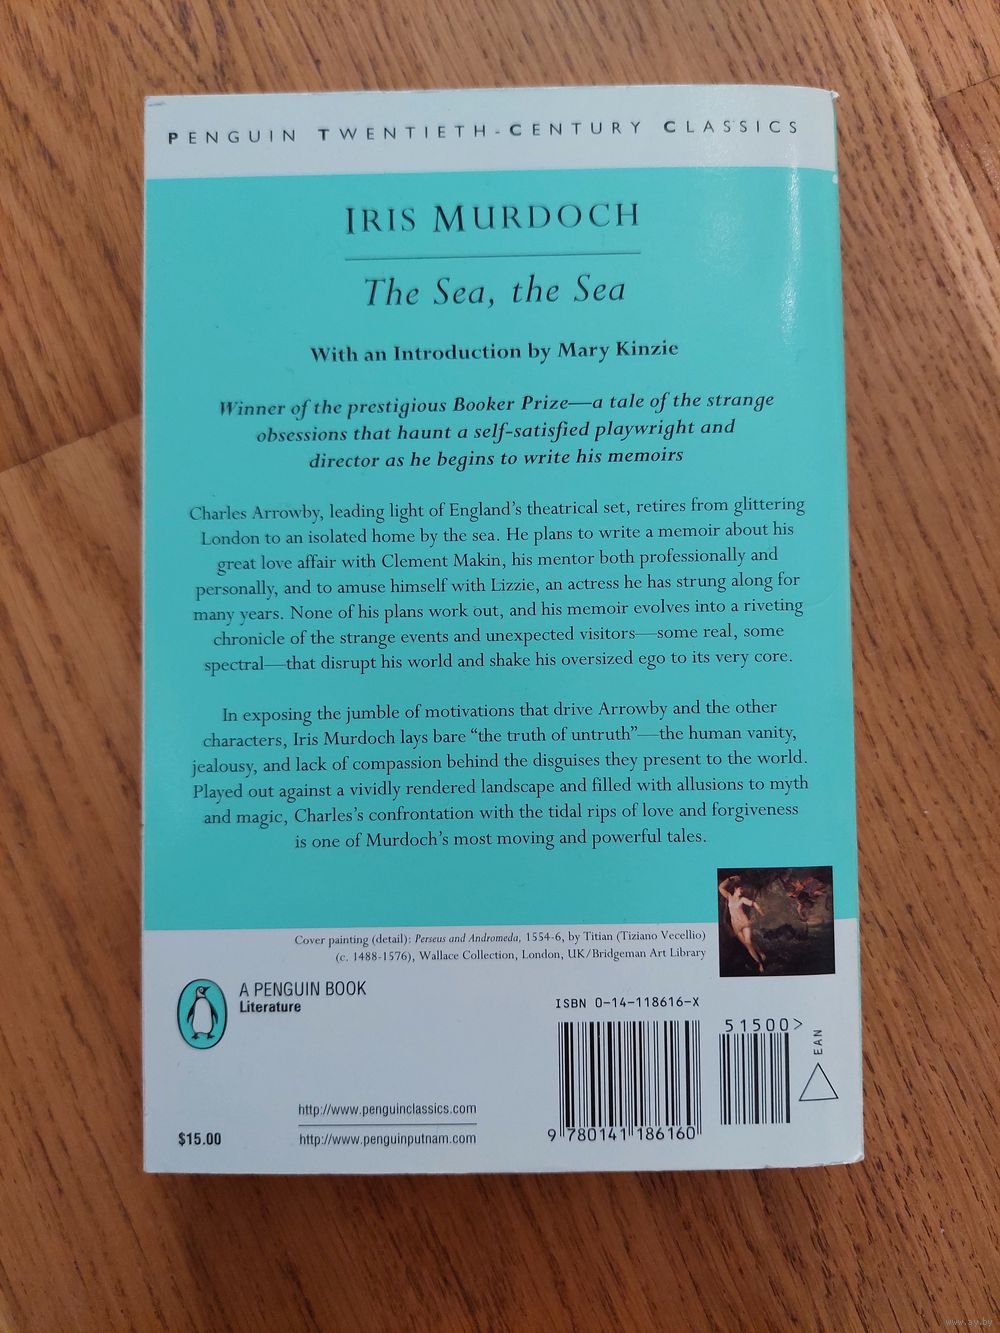 PENGUIN TWENTIETH-CENTURY CLASSICS
IRIS MURDOCH
The Sea, the Sea
With an Introduction by Mary Kinzie
Winner of the prestigious Booker Prize—a tale of the strange
obsessions that haunt a self-satisfied playwright and
director as he begins to write his memoirs
Charles Arrowby, leading light of England's theatrical set, retires from glittering
London to an isolated home by the sea. He plans to write a memoir about his
great love affair with Clement Makin, his mentor both professionally and
personally, and to amuse himself with Lizzie, an actress he has strung along for
many years. None of his plans work out, and his memoir evolves into a riveting
chronicle of the strange events and unexpected visitors—some real, some
spectral—that disrupt his world and shake his oversized ego to its very core.
In exposing the jumble of motivations that drive Arrowby and the other
characters, Iris Murdoch lays bare “the truth of untruth”—the human vanity,
jealousy, and lack of compassion behind the disguises they present to the world.
Played out against a vividly rendered landscape and filled with allusions to myth
and magic, Charles's confrontation with the tidal rips of love and forgiveness
is one of Murdoch's most moving and powerful tales.
Cover painting (detail): Perseus and Andromeda, 1554-6, by Titian (Tiziano Vecellio)
(c. 1488-1576), Wallace Collection, London, UK/Bridgeman Art Library
A PENGUIN BOOK
Literature
ISBN 0-14-118616-X
51500>
EAN
9 780141 186160
http://www.penguinclassics.com
http://www.penguinputnam.com
$15.00
www.ay.by